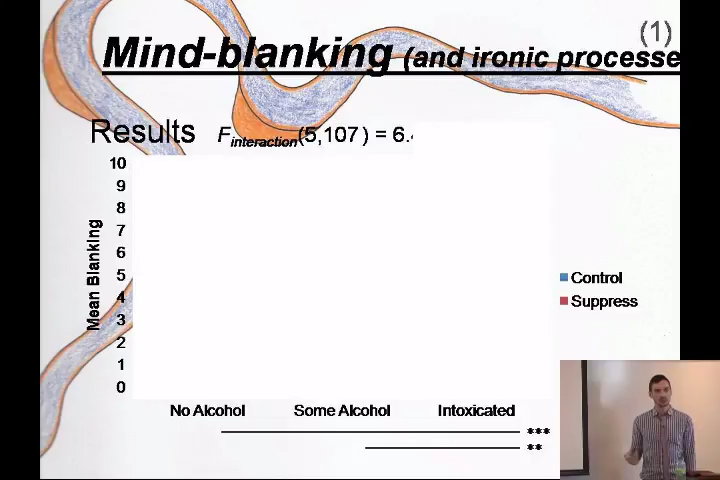 (1)
Mind-blanking (and ironic processe
Results F interaction(5,107) = 6.
10
9
8
7
6
5
4
3
2
1
0
Mean Blanking
Control
Suppress
No Alcohol Some Alcohol Intoxicated
***
**